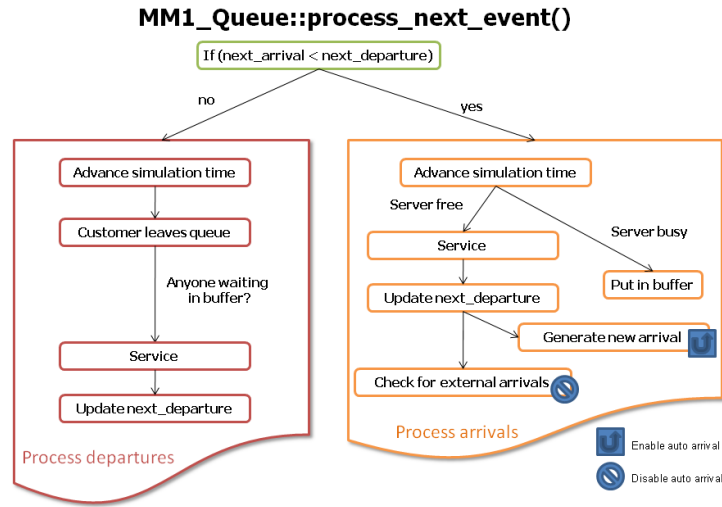 MM1_Queue::process_next_event()
If (next_arrival < next_departure)
no
yes
Advance simulation time
Customer leaves queue
Anyone waiting
in buffer?
Service
Update next_departure
Process departures
Advance simulation time
Server free
Server busy
Service
Put in buffer
Update next_departure
Generate new arrival
Check for external arrivals
Process arrivals
Enable auto arrival
Disable auto arrival